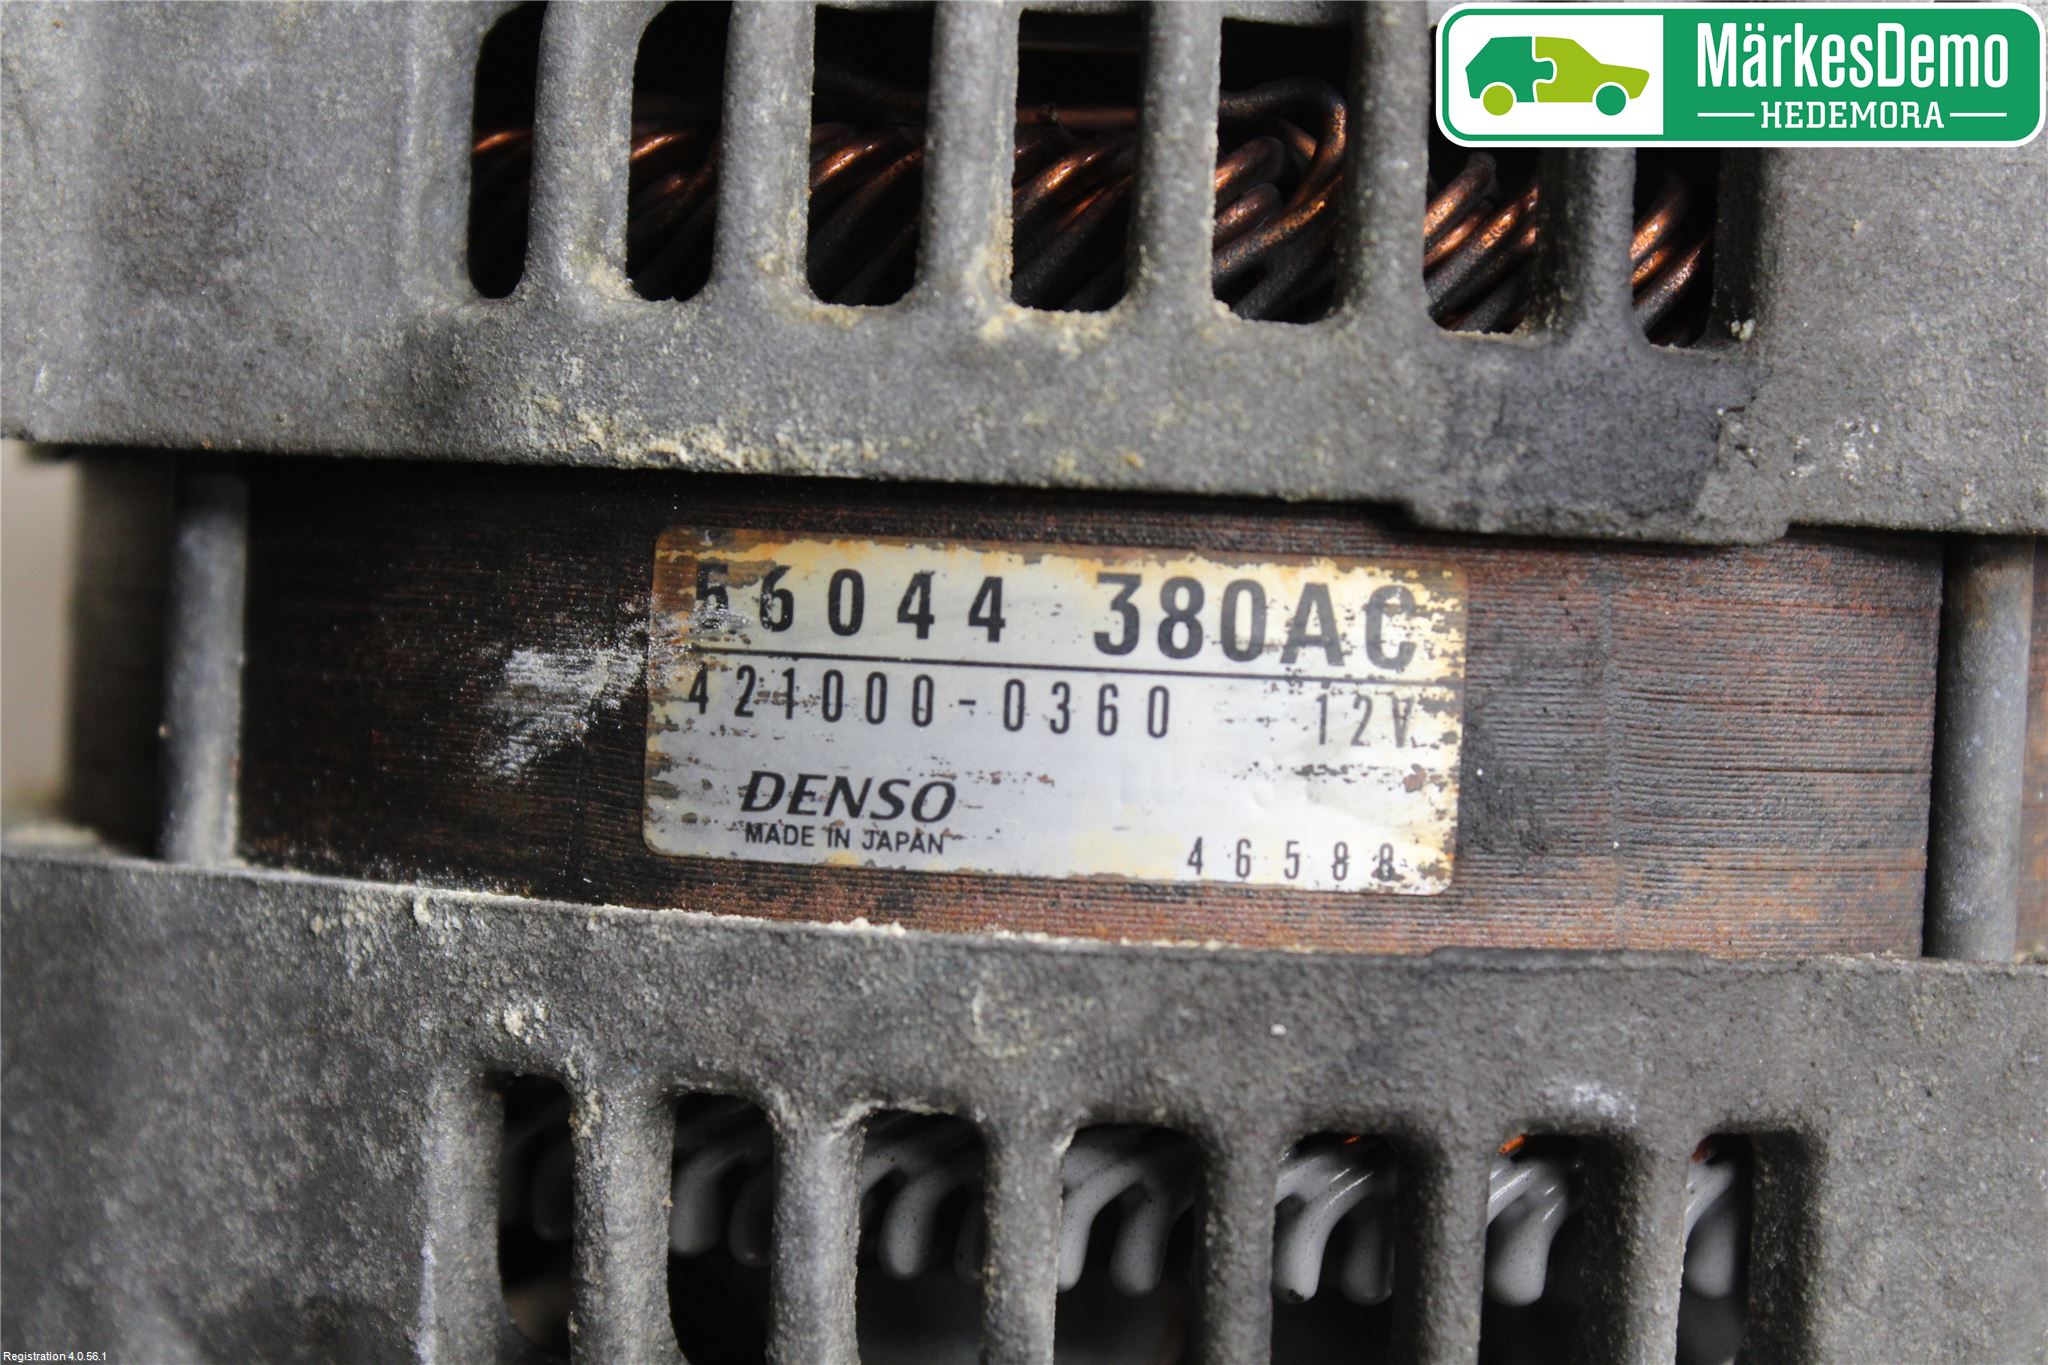 MärkesDemo
HEDEMORA
56044 380AC
421000-0360 12V
DENSO
MADE IN JAPAN
46588
Registration 4.0.56.1